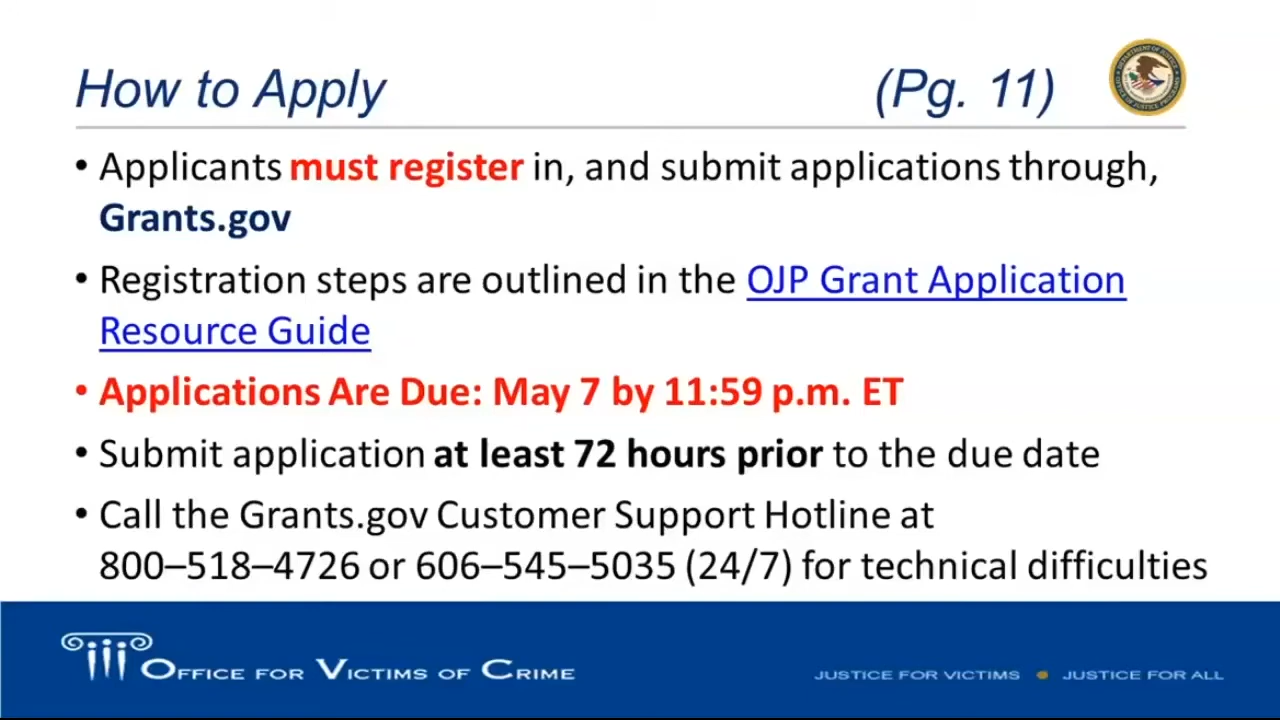 How to Apply (Pg. 11)
• Applicants must register in, and submit applications through,
Grants.gov
• Registration steps are outlined in the OJP Grant Application
Resource Guide
• Applications Are Due: May 7 by 11:59 p.m. ET
• Submit application at least 72 hours prior to the due date
• Call the Grants.gov Customer Support Hotline at
800–518–4726 or 606–545–5035 (24/7) for technical difficulties
OFFICE FOR VICTIMS OF CRIME
JUSTICE FOR VICTIMS • JUSTICE FOR ALL